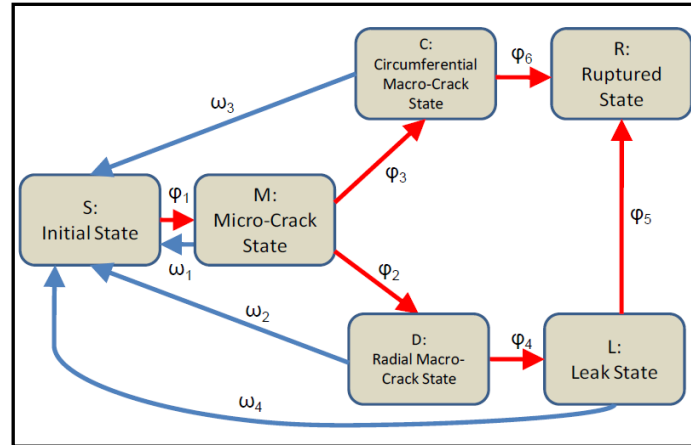 C:
Circumferential
Macro-Crack
State
φ6
R:
Ruptured
State
ω3
φ3
S:
Initial State
φ1
M:
Micro-Crack
State
ω1
φ5
φ2
ω2
D:
Radial Macro-
Crack State
φ4
L:
Leak State
ω4